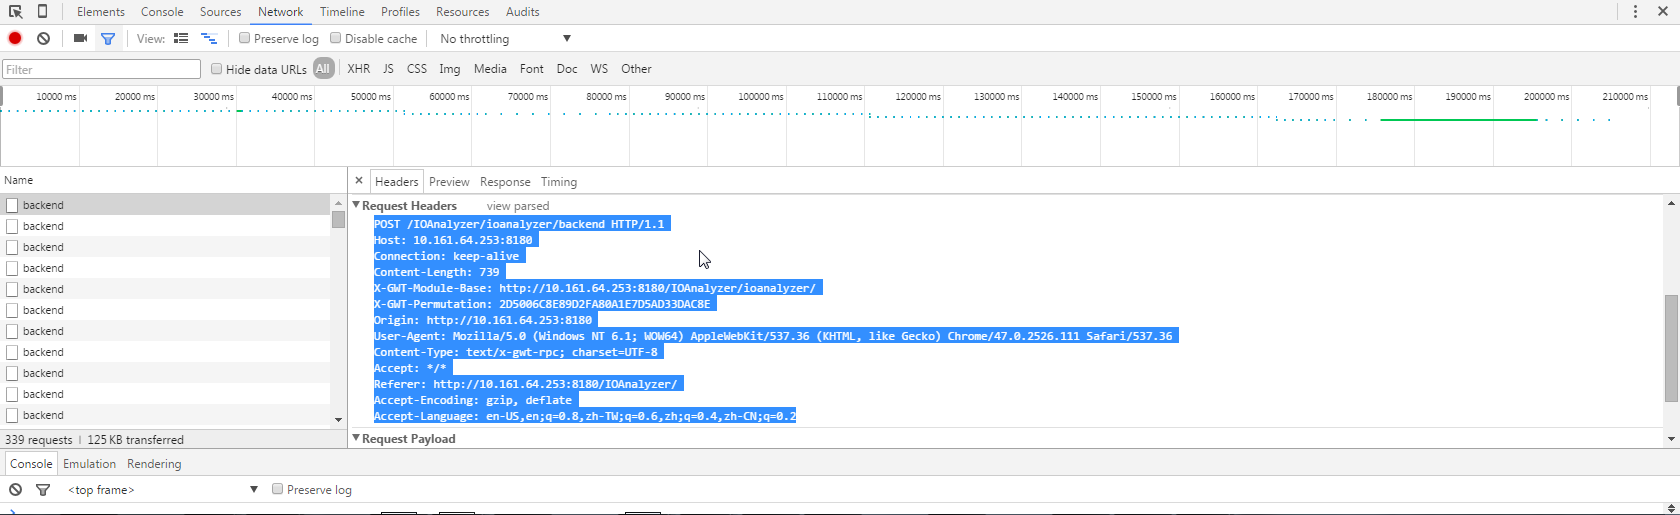 Elements Console Sources Network Timeline Profiles Resources Audits
View: Preserve log Disable cache No throttling
Filter Hide data URLs All XHR JS CSS Img Media Font Doc WS Other
10000 ms 20000 ms 30000 ms 40000 ms 50000 ms 60000 ms 70000 ms 80000 ms 90000 ms 100000 ms 110000 ms 120000 ms 130000 ms 140000 ms 150000 ms 160000 ms 170000 ms 180000 ms 190000 ms 200000 ms 210000 ms
Name
backend
backend
backend
backend
backend
backend
backend
backend
backend
backend
backend
339 requests | 125 KB transferred
Headers Preview Response Timing
Request Headers view parsed
POST /IOAnalyzer/ioanalyzer/backend HTTP/1.1
Host: 10.161.64.253:8180
Connection: keep-alive
Content-Length: 739
X-GWT-Module-Base: http://10.161.64.253:8180/IOAnalyzer/ioanalyzer/
X-GWT-Permutation: 2D5006C8E89D2FA80A1E7D5AD33DAC8E
Origin: http://10.161.64.253:8180
User-Agent: Mozilla/5.0 (Windows NT 6.1; WOW64) AppleWebKit/537.36 (KHTML, like Gecko) Chrome/47.0.2526.111 Safari/537.36
Content-Type: text/x-gwt-rpc; charset=UTF-8
Accept: */*
Referer: http://10.161.64.253:8180/IOAnalyzer/
Accept-Encoding: gzip, deflate
Accept-Language: en-US,en;q=0.8,zh-TW;q=0.6,zh;q=0.4,zh-CN;q=0.2
Request Payload
Console Emulation Rendering
<top frame> Preserve log